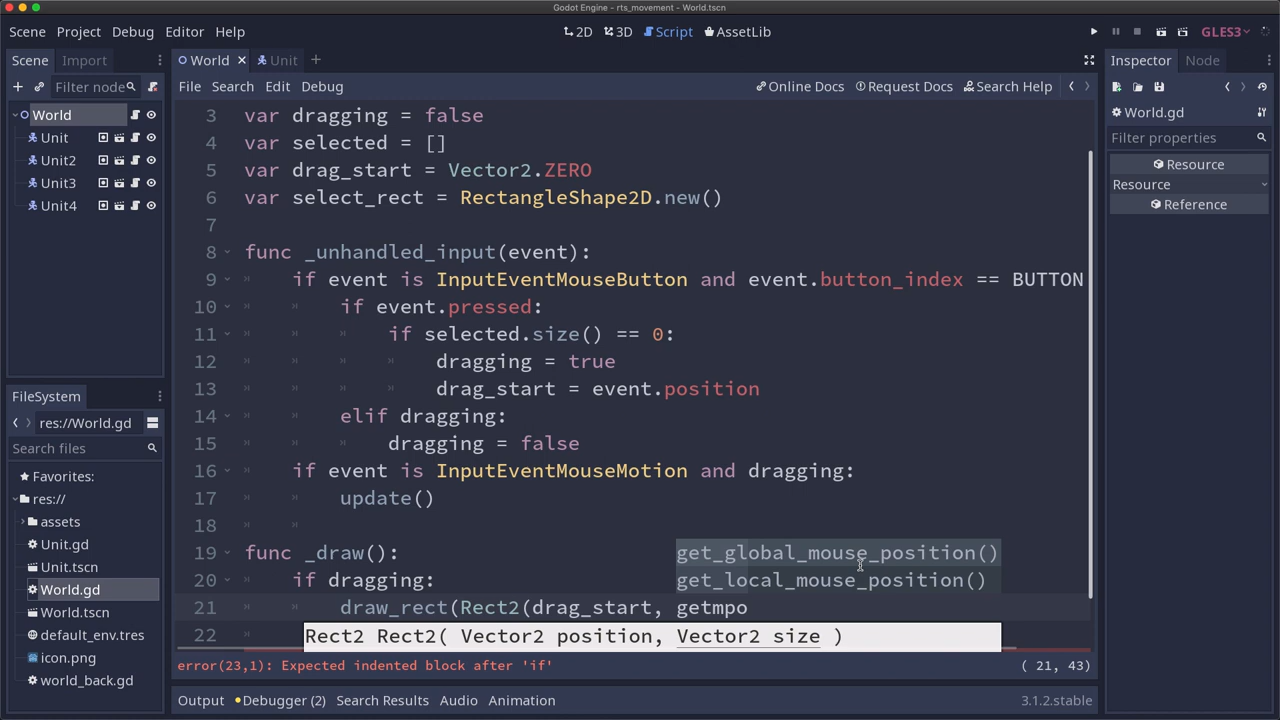 Godot Engine - rts_movement - World.tscn
Scene Project Debug Editor Help
2D 3D Script AssetLib
GLES3
Scene Import
World Unit
Inspector Node
Filter node
File Search Edit Debug
Online Docs Request Docs Search Help
World
Unit
Unit2
Unit3
Unit4
World.gd
Filter properties
Resource
Resource
Reference
3 var dragging = false
4 var selected = []
5 var drag_start = Vector2.ZERO
6 var select_rect = RectangleShape2D.new()
7
8 func _unhandled_input(event):
9 if event is InputEventMouseButton and event.button_index == BUTTON
10 if event.pressed:
11 if selected.size() == 0:
12 dragging = true
13 drag_start = event.position
14 elif dragging:
15 dragging = false
16 if event is InputEventMouseMotion and dragging:
17 update()
18
19 func _draw():
20 if dragging:
21 draw_rect(Rect2(drag_start, getmpo
22
get_global_mouse_position()
get_local_mouse_position()
Rect2 Rect2( Vector2 position, Vector2 size )
error(23,1): Expected indented block after 'if'
( 21, 43)
FileSystem
res://World.gd
Search files
Favorites:
res://
assets
Unit.gd
Unit.tscn
World.gd
World.tscn
default_env.tres
icon.png
world_back.gd
Output Debugger (2) Search Results Audio Animation
3.1.2.stable